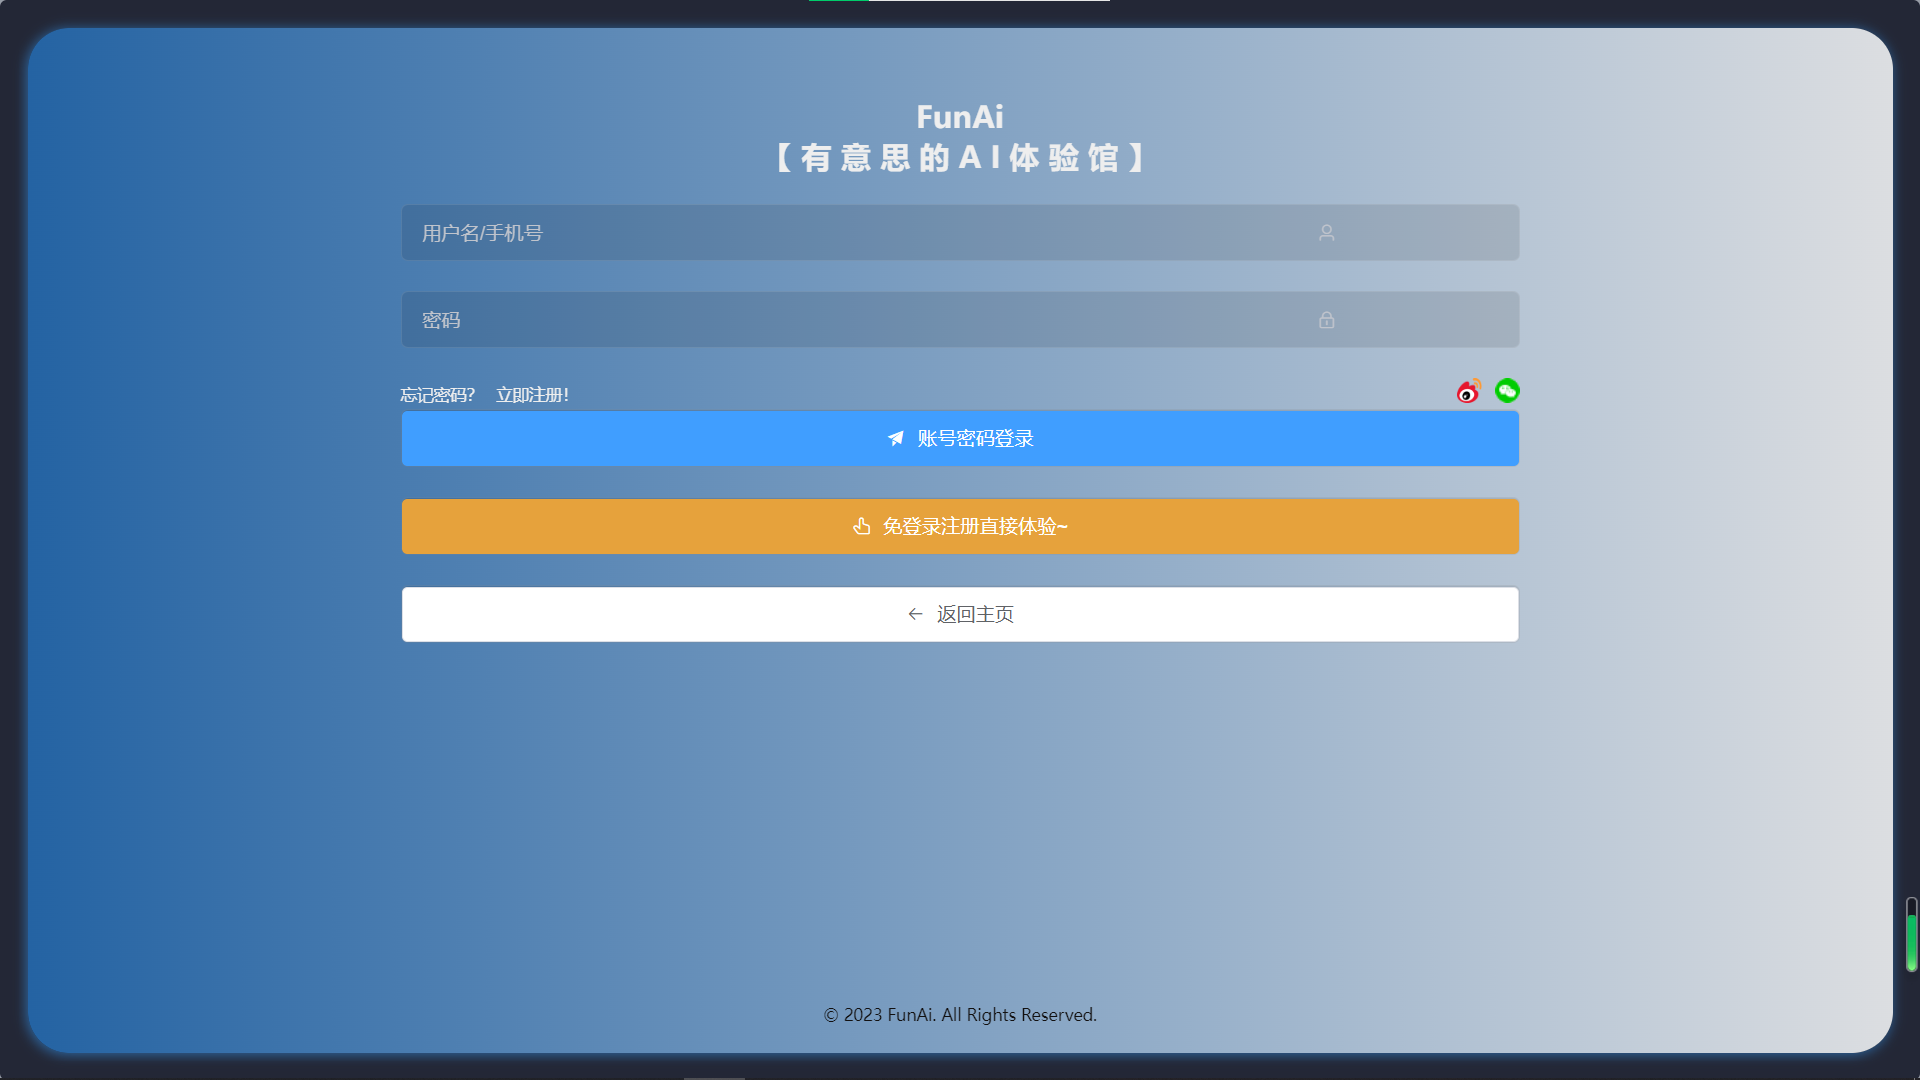 FunAi
【有意思的AI体验馆】
用户名/手机号
密码
忘记密码? 立即注册!
账号密码登录
免登录注册直接体验~
返回主页
© 2023 FunAi. All Rights Reserved.